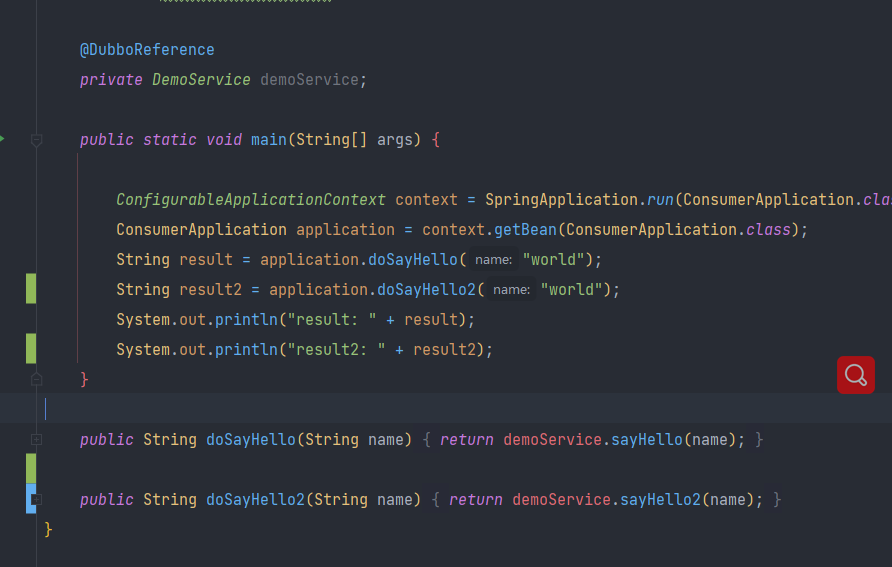 @DubboReference
private DemoService demoService;
public static void main(String[] args) {
ConfigurableApplicationContext context = SpringApplication.run(ConsumerApplication.cla
ConsumerApplication application = context.getBean(ConsumerApplication.class);
String result = application.doSayHello( name: "world");
String result2 = application.doSayHello2( name: "world");
System.out.println("result: " + result);
System.out.println("result2: " + result2);
}
public String doSayHello(String name) { return demoService.sayHello(name); }
public String doSayHello2(String name) { return demoService.sayHello2(name); }
}